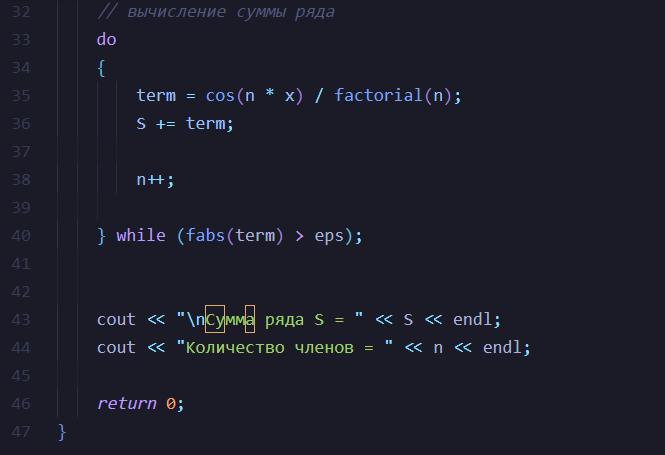 32 // вычисление суммы ряда
33 do
34 {
35 term = cos(n * x) / factorial(n);
36 S += term;
37
38 n++;
39
40 } while (fabs(term) > eps);
41
42
43 cout << "\nСумма ряда S = " << S << endl;
44 cout << "Количество членов = " << n << endl;
45
46 return 0;
47 }